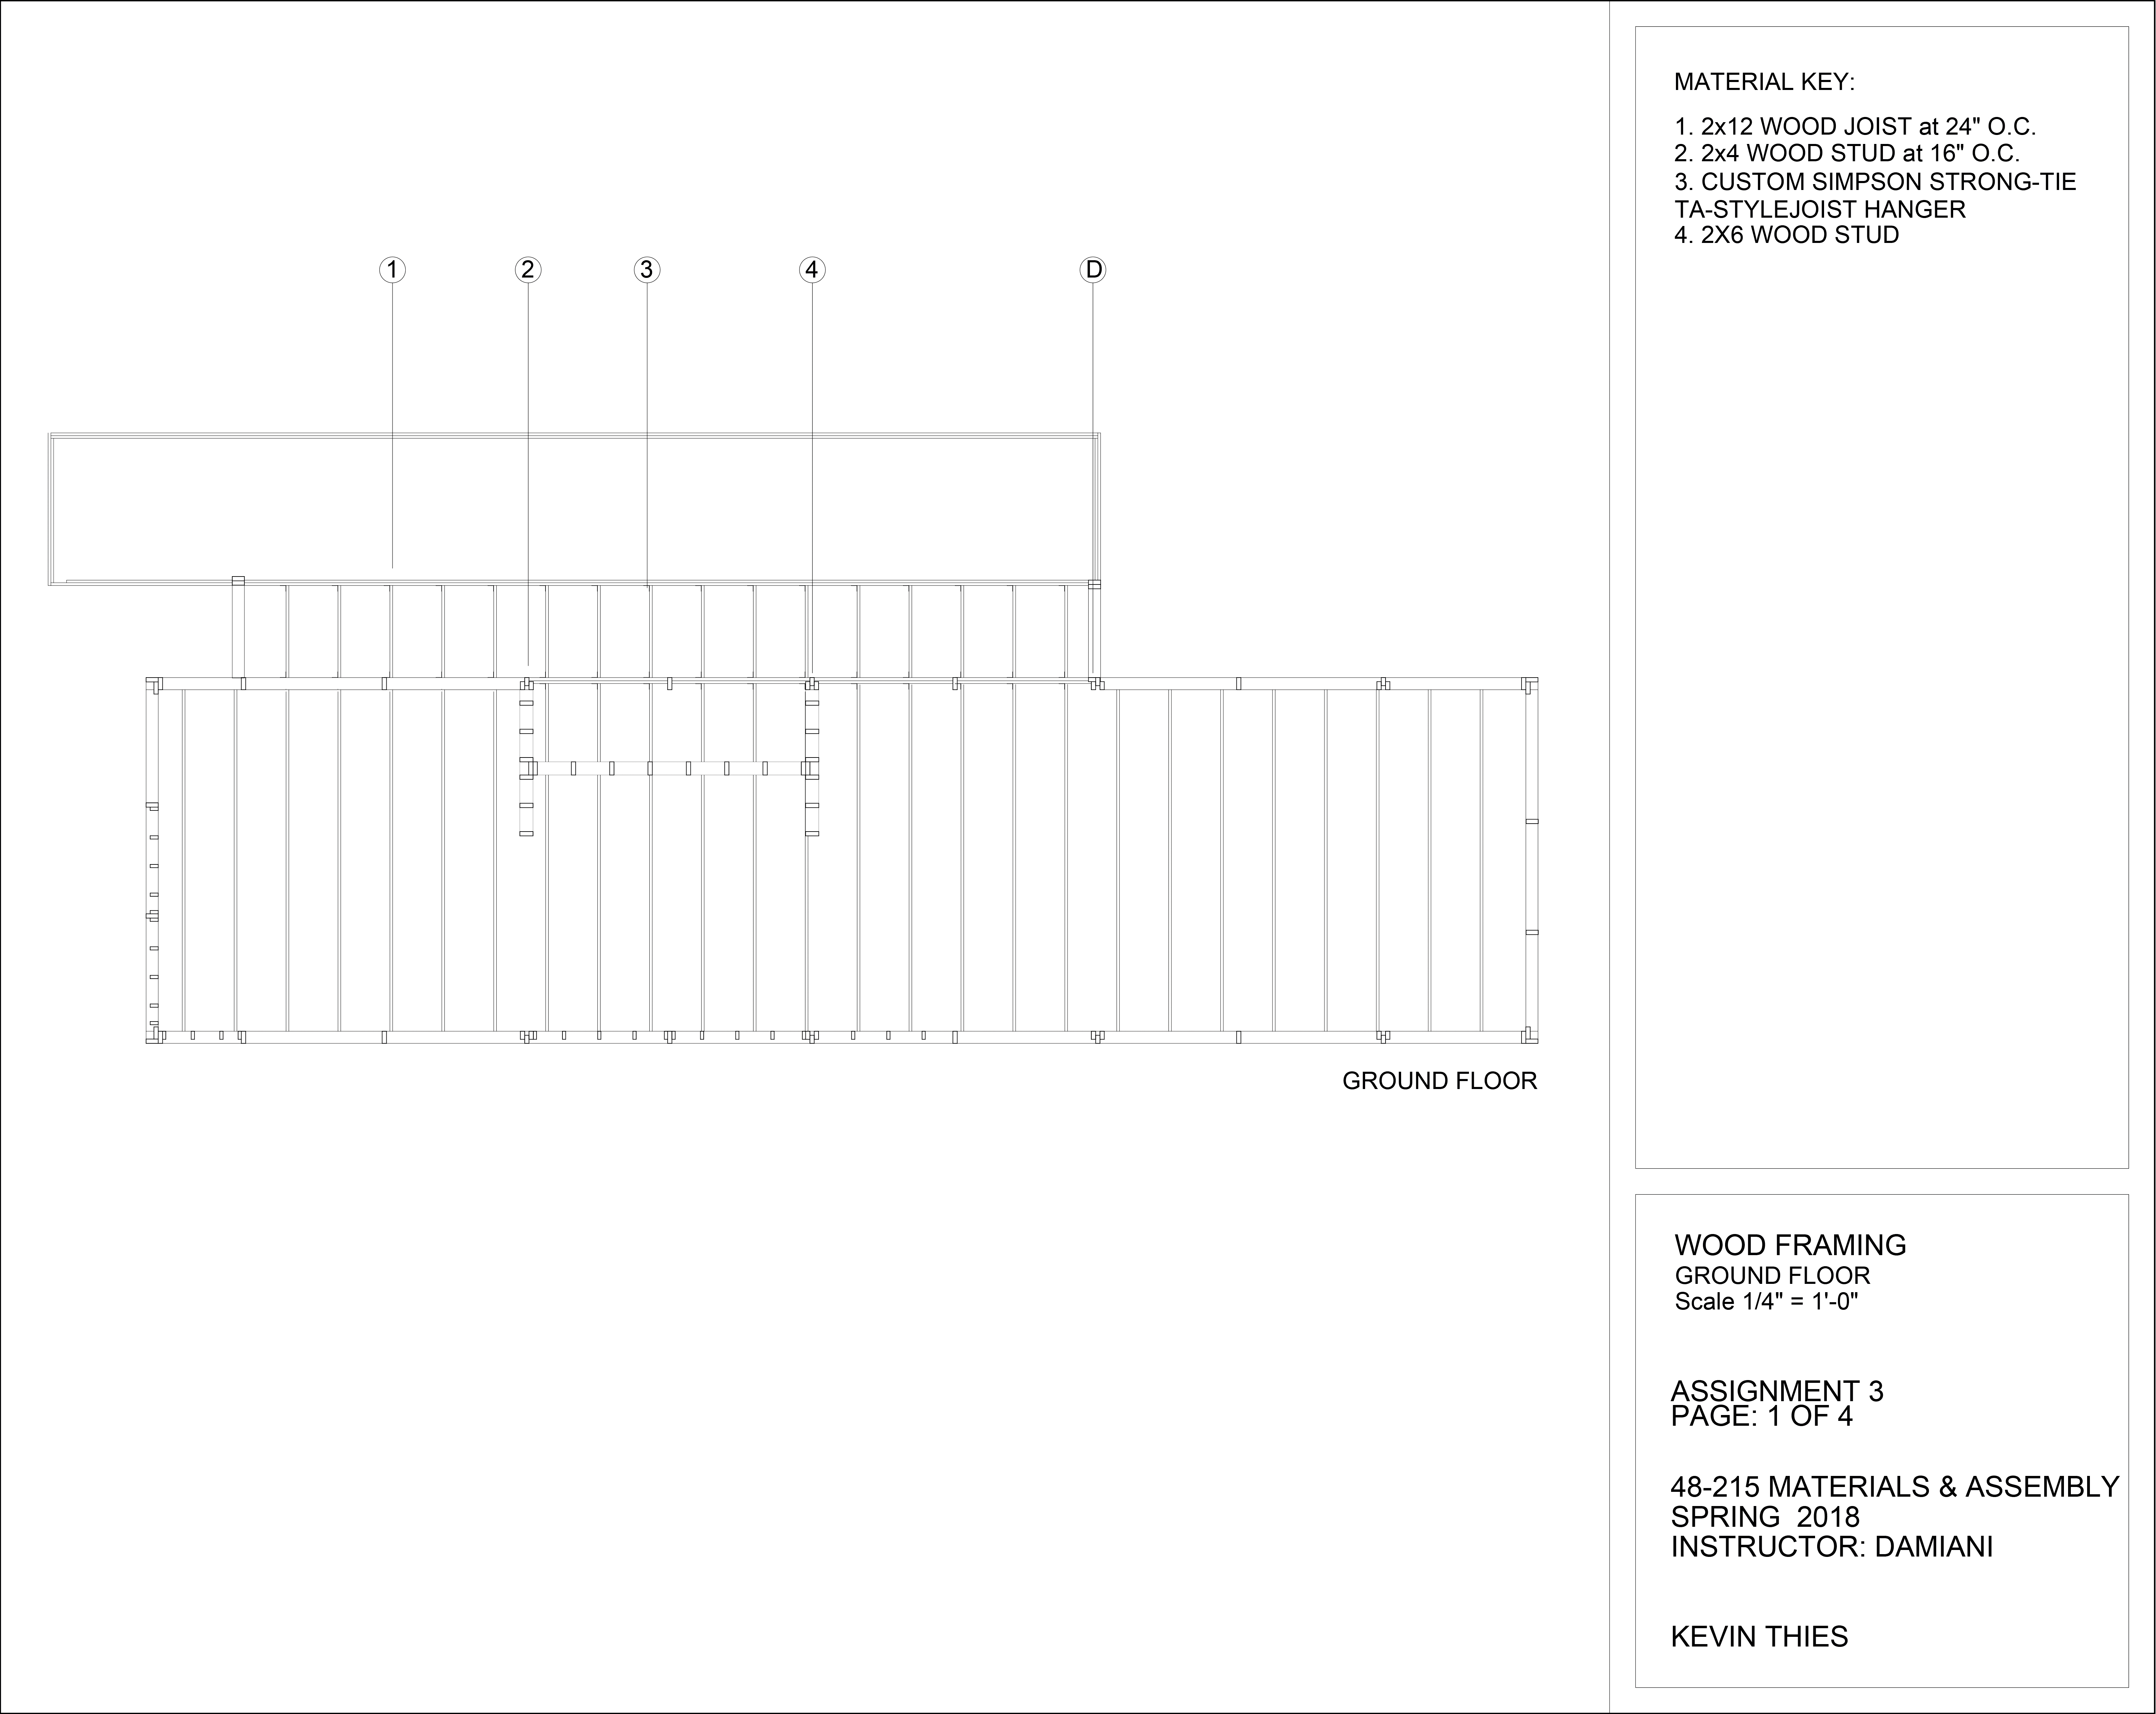 MATERIAL KEY:
1. 2x12 WOOD JOIST at 24" O.C.
2. 2x4 WOOD STUD at 16" O.C.
3. CUSTOM SIMPSON STRONG-TIE
TA-STYLEJOIST HANGER
4. 2X6 WOOD STUD
1 2 3 4 D
GROUND FLOOR
WOOD FRAMING
GROUND FLOOR
Scale 1/4" = 1'-0"
ASSIGNMENT 3
PAGE: 1 OF 4
48-215 MATERIALS & ASSEMBLY
SPRING  2018
INSTRUCTOR: DAMIANI
KEVIN THIES